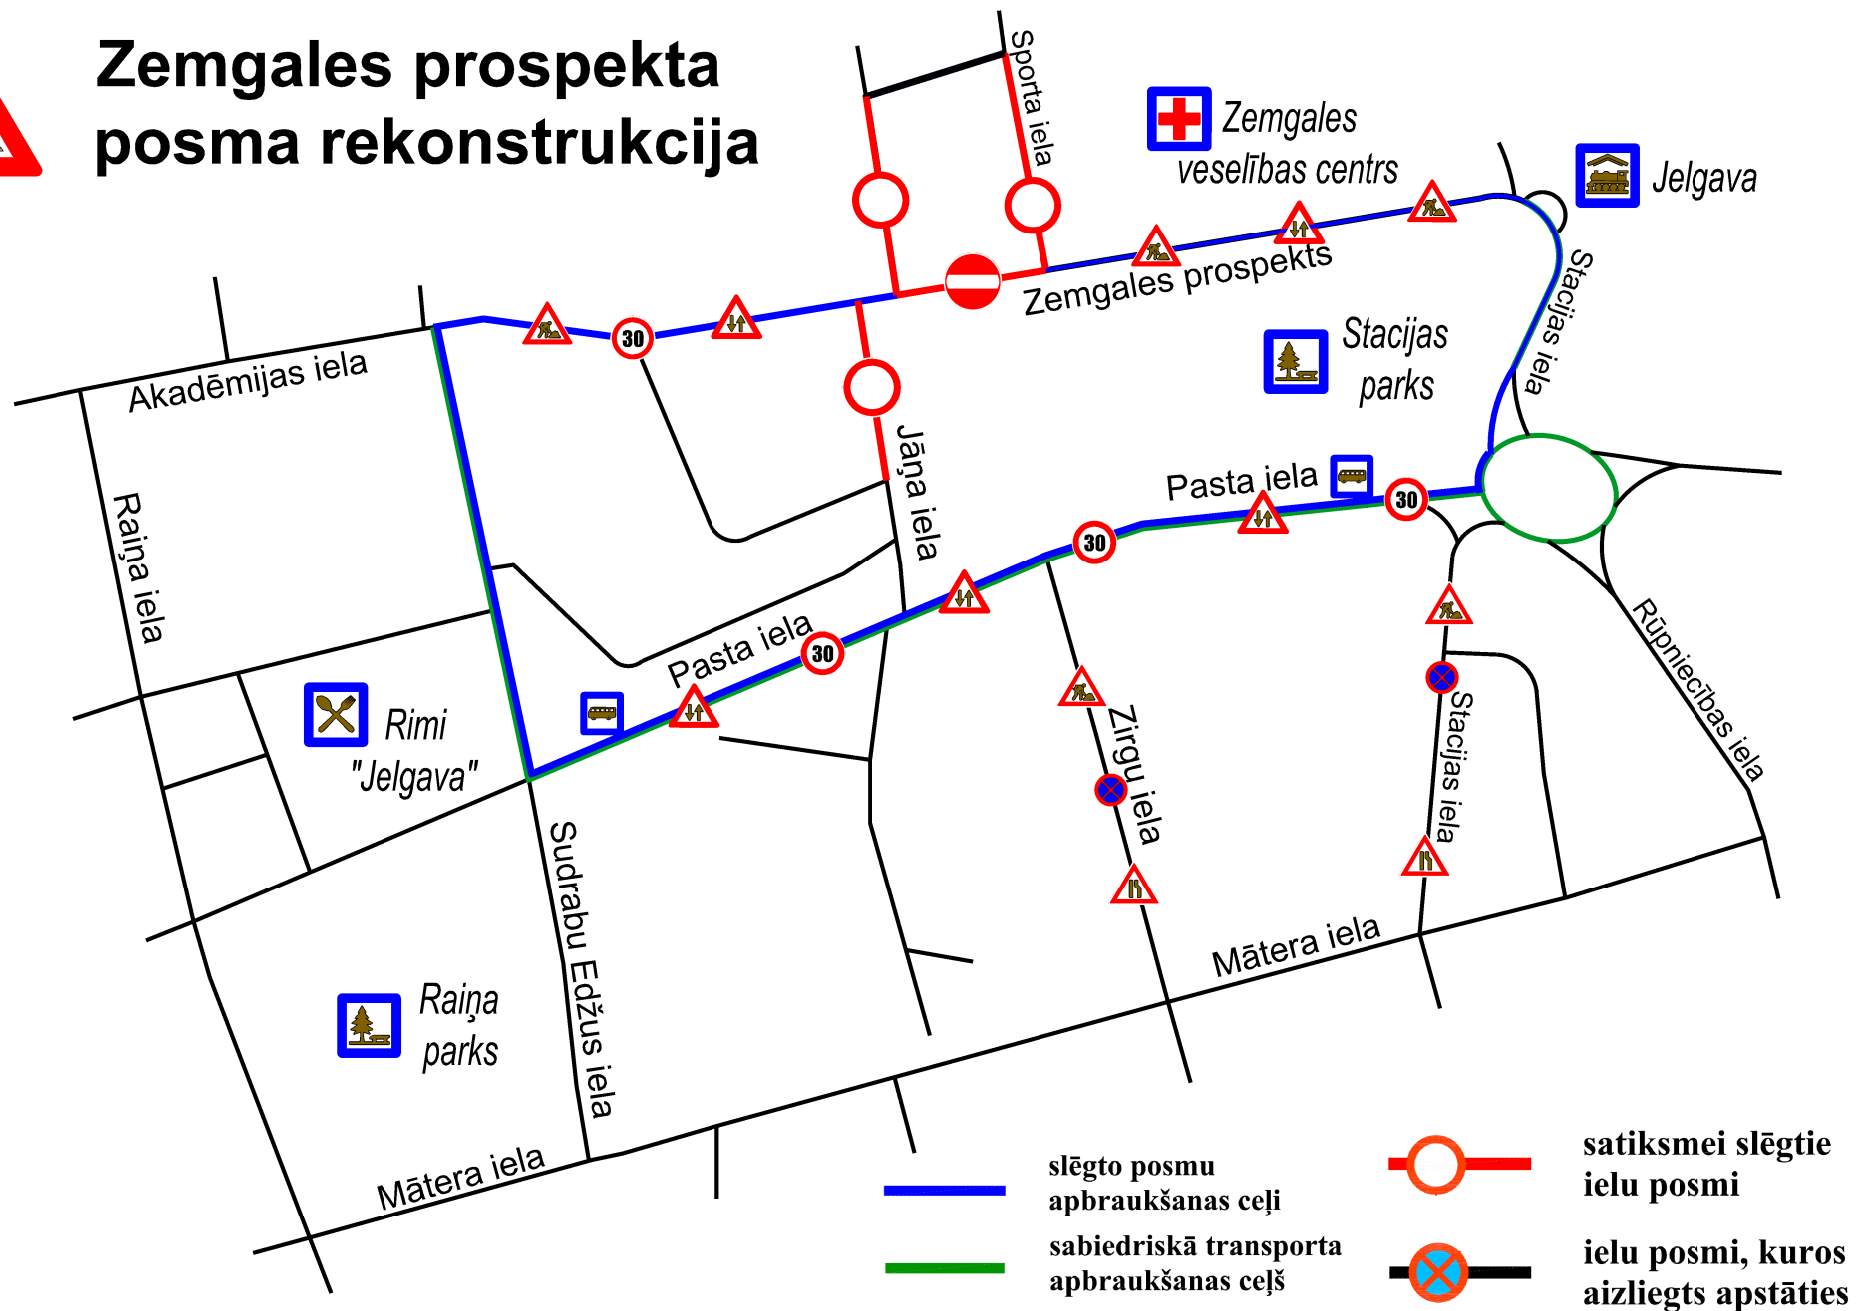 Zemgales prospekta
posma rekonstrukcija
Sporta iela
Zemgales
veselības centrs
Jelgava
Stacijas iela
Zemgales prospekts
Akadēmijas iela
30
Stacijas
parks
Jāņa iela
Pasta iela
30
30
Raiņa iela
Pasta iela
30
Rūpniecības iela
Rimi
"Jelgava"
Zirgu iela
Stacijas iela
Sudrabu Edžus iela
Mātera iela
Raiņa
parks
Mātera iela
slēgto posmu
apbraukšanas ceļi
sabiedriskā transporta
apbraukšanas ceļš
satiksmei slēgtie
ielu posmi
ielu posmi, kuros
aizliegts apstāties